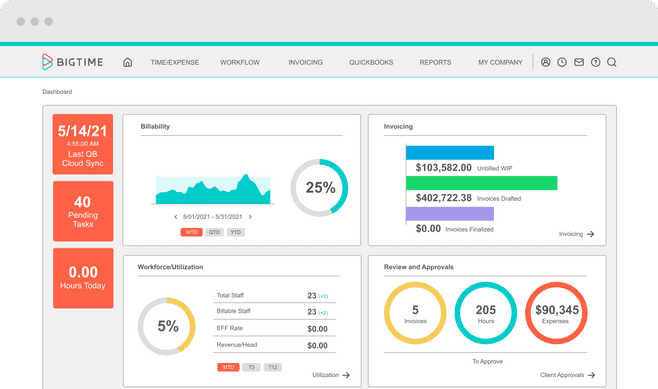 BIGTIME
TIME/EXPENSE
WORKFLOW
INVOICING
QUICKBOOKS
REPORTS
MY COMPANY
Dashboard
5/14/21
4:55:00 AM
Last QB
Cloud Sync
40
Pending
Tasks
0.00
Hours Today
Billability
25%
5/01/2021 - 5/31/2021
MTD QTD YTD
Invoicing
$103,582.00 Unbilled WIP
$402,722.38 Invoices Drafted
$0.00 Invoices Finalized
Invoicing
Workforce/Utilization
5%
Total Staff 23 (+2)
Billable Staff 23 (+2)
EFF Rate $0.00
Revenue/Head $0.00
MTD T3 T12
Utilization
Review and Approvals
5
Invoices
205
Hours
$90,345
Expenses
To Approve
Client Approvals